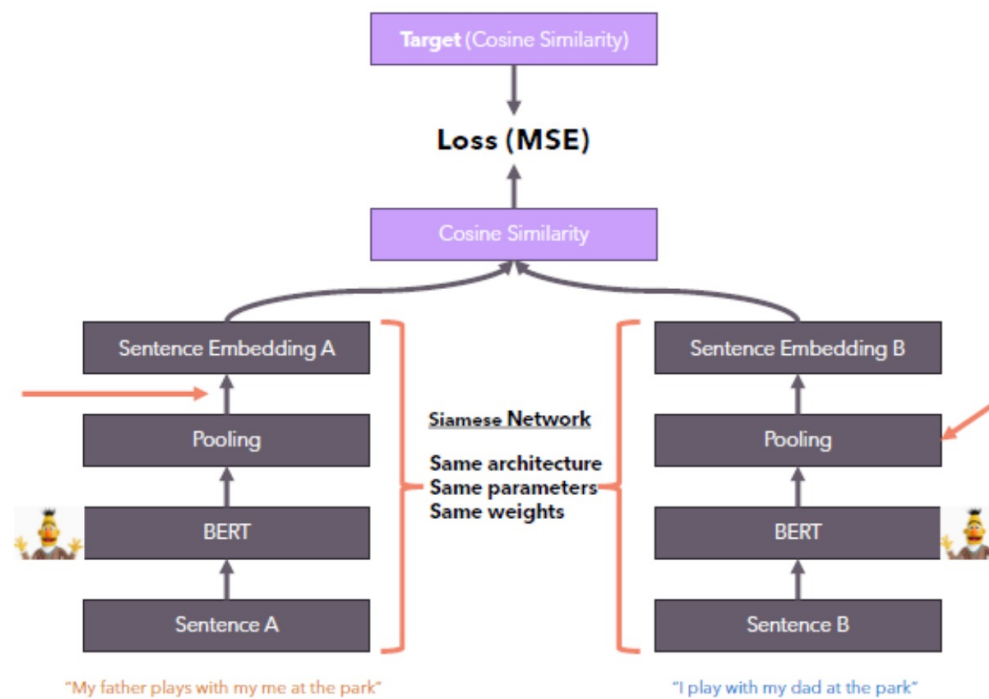 Target (Cosine Similarity)
Loss (MSE)
Cosine Similarity
Sentence Embedding A
Sentence Embedding B
Siamese Network
Pooling
Pooling
Same architecture
Same parameters
Same weights
BERT
BERT
Sentence A
Sentence B
"My father plays with my me at the park"
"I play with my dad at the park"